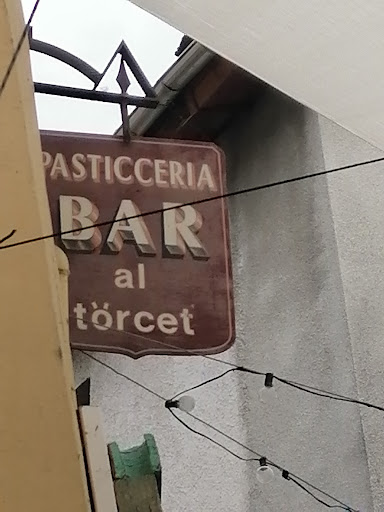 PASTICCERIA
BAR
al
törcet